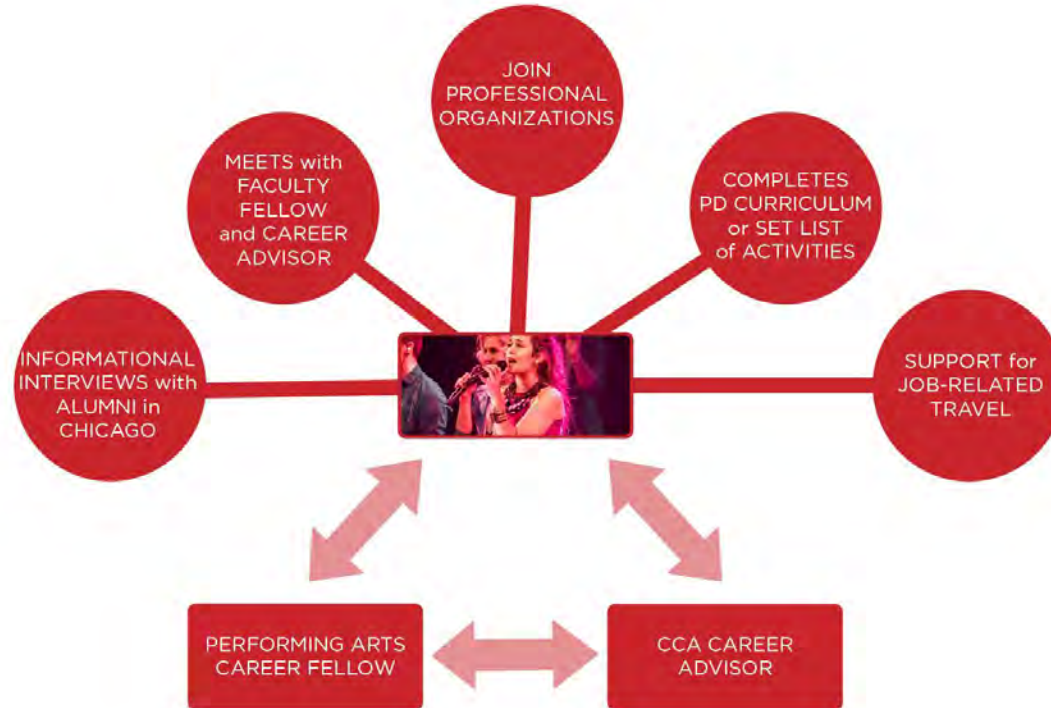 JOIN
PROFESSIONAL
ORGANIZATIONS
MEETS with
FACULTY
FELLOW
and CAREER
ADVISOR
COMPLETES
PD CURRICULUM
or SET LIST
of ACTIVITIES
INFORMATIONAL
INTERVIEWS with
ALUMNI in
CHICAGO
SUPPORT for
JOB-RELATED
TRAVEL
PERFORMING ARTS
CAREER FELLOW
CCA CAREER
ADVISOR